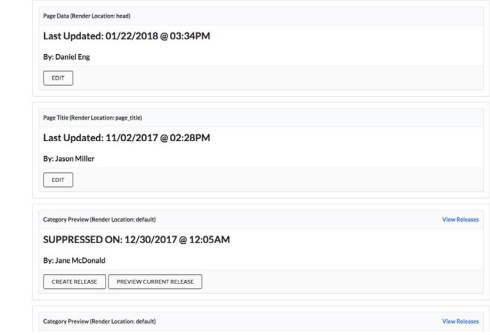 Page Data (Render Location: head)
Last Updated: 01/22/2018 @ 03:34PM
By: Daniel Eng
EDIT
Page Title (Render Location: page_title)
Last Updated: 11/02/2017 @ 02:28PM
By: Jason Miller
EDIT
Category Preview (Render Location: default) View Releases
SUPPRESSED ON: 12/30/2017 @ 12:05AM
By: Jane McDonald
CREATE RELEASE PREVIEW CURRENT RELEASE
Category Preview (Render Location: default) View Releases